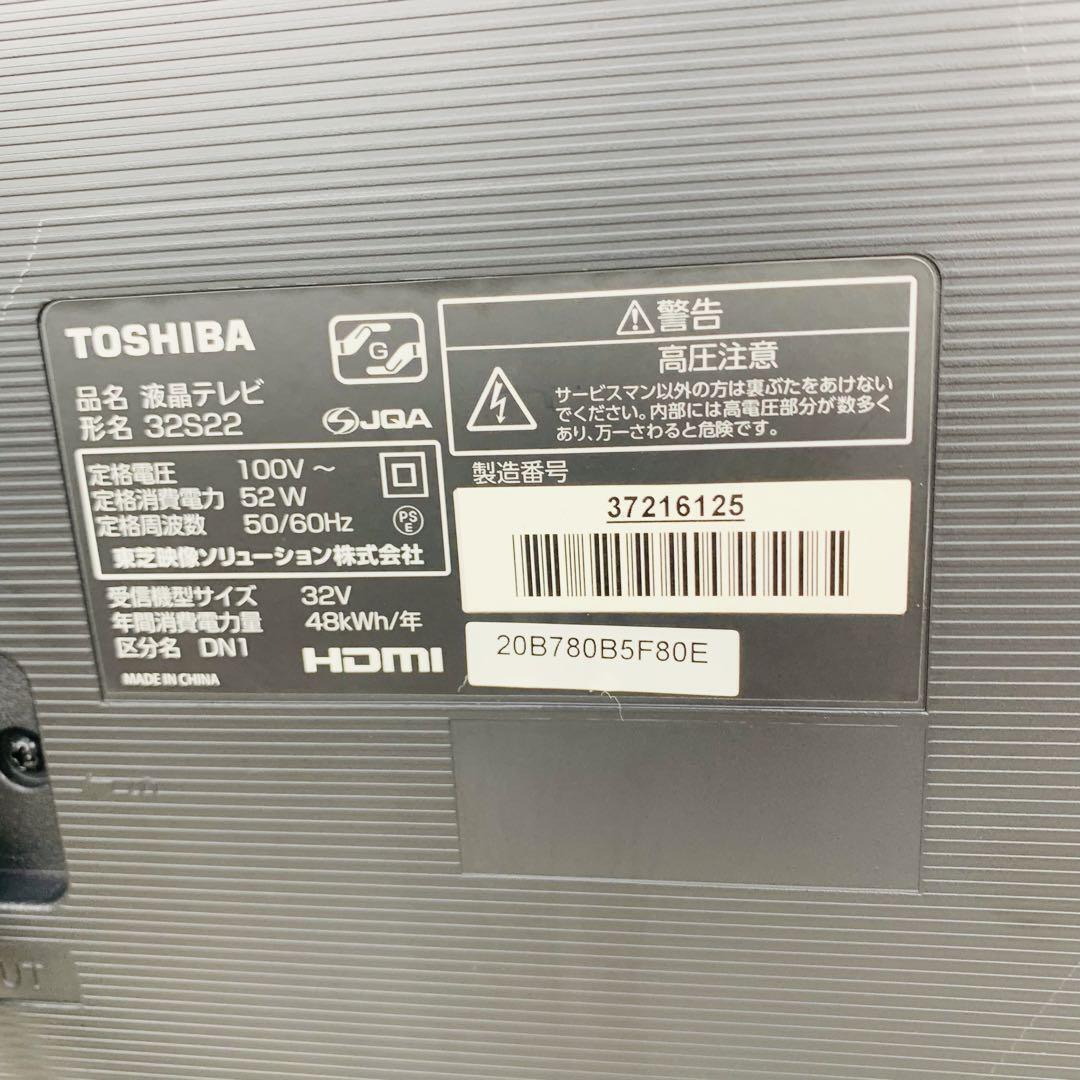 TOSHIBA
G
品名 液晶テレビ
形名 32S22
JQA
定格電圧 100V ~
定格消費電力 52W
定格周波数 50/60Hz
PS
E
東芝映像ソリューション株式会社
受信機型サイズ 32V
年間消費電力量 48kWh/年
区分名 DN1
HDMI
MADE IN CHINA
⚠警告
高圧注意
サービスマン以外の方は裏ぶたをあけない
でください。内部には高電圧部分が数多く
あり、万一さわると危険です。
製造番号
37216125
20B780B5F80E
UT